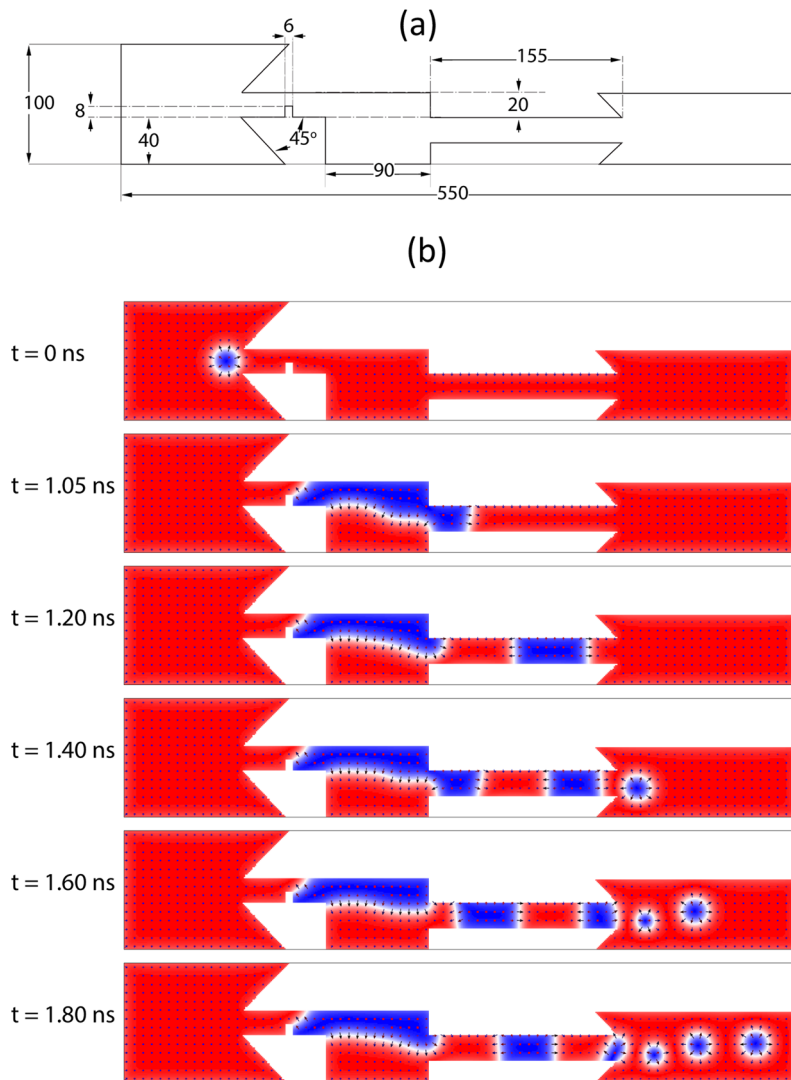 (a)
6
155
100
8
20
40
45°
90
550
(b)
t = 0 ns
t = 1.05 ns
t = 1.20 ns
t = 1.40 ns
t = 1.60 ns
t = 1.80 ns